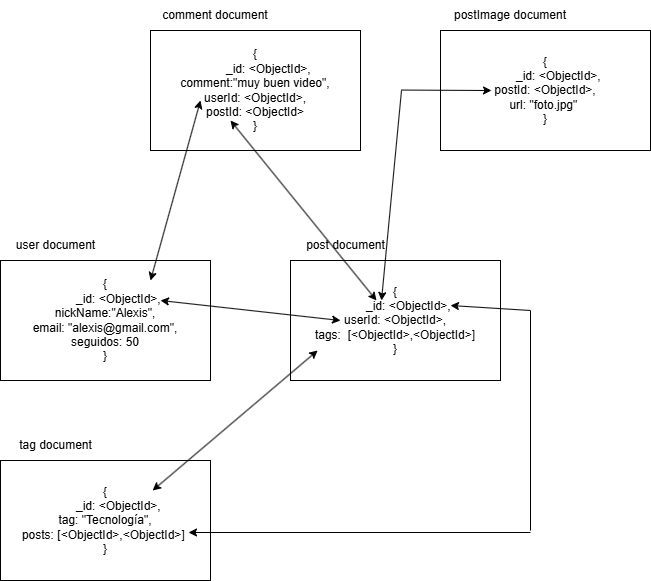 comment document
{
_id: <ObjectId>,
comment:"muy buen video",
userId: <ObjectId>,
postId: <ObjectId>
}
postImage document
{
_id: <ObjectId>,
postId: <ObjectId>,
url: "foto.jpg"
}
user document
{
_id: <ObjectId>,
nickName:"Alexis",
email: "alexis@gmail.com",
seguidos: 50
}
post document
{
_id: <ObjectId>,
userId: <ObjectId>,
tags:  [<ObjectId>,<ObjectId>]
}
tag document
{
_id: <ObjectId>,
tag: "Tecnología",
posts: [<ObjectId>,<ObjectId>]
}